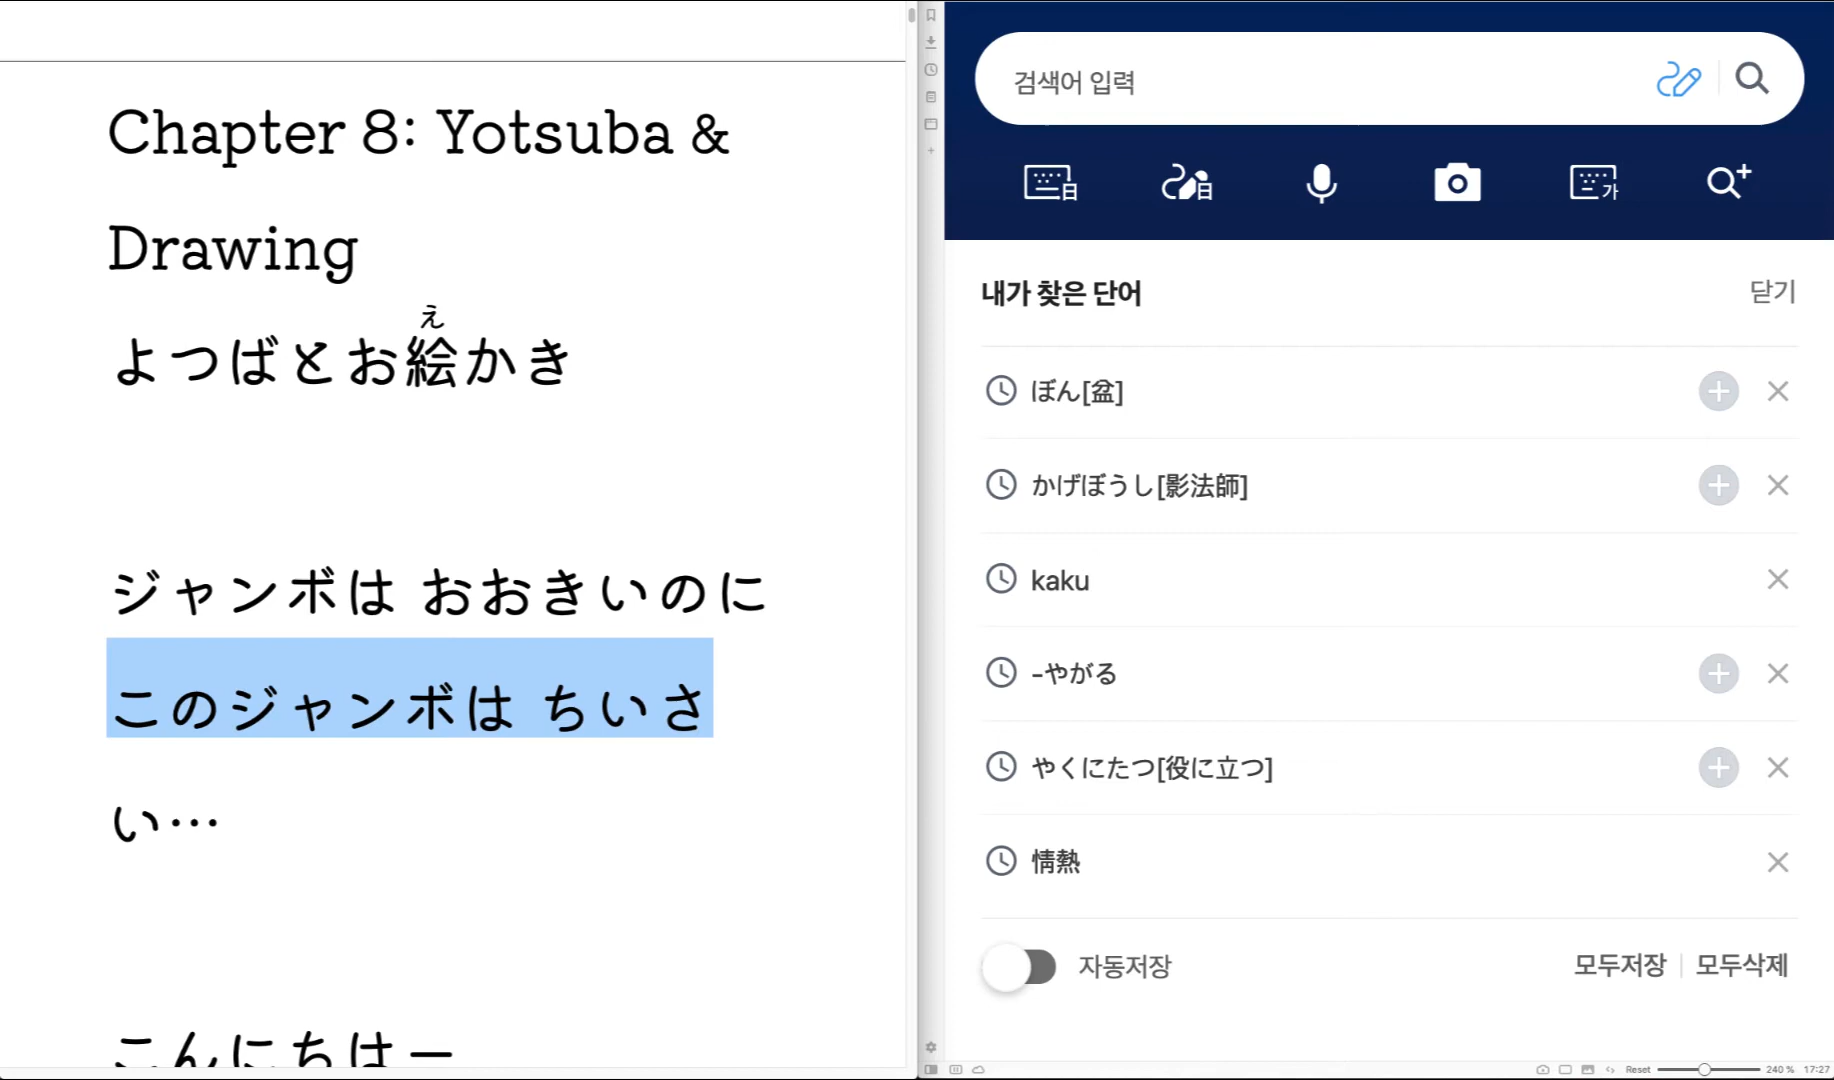 Chapter 8: Yotsuba &
Drawing
え
よつばとお絵かき
ジャンボは おおきいのに
このジャンボは ちいさ
い…
こんにちはー
검색어 입력
내가 찾은 단어
닫기
ぼん[盆]
かげぼうし[影法師]
kaku
-やがる
やくにたつ[役に立つ]
情熱
자동저장
모두저장
모두삭제
Reset
240 %
17:27